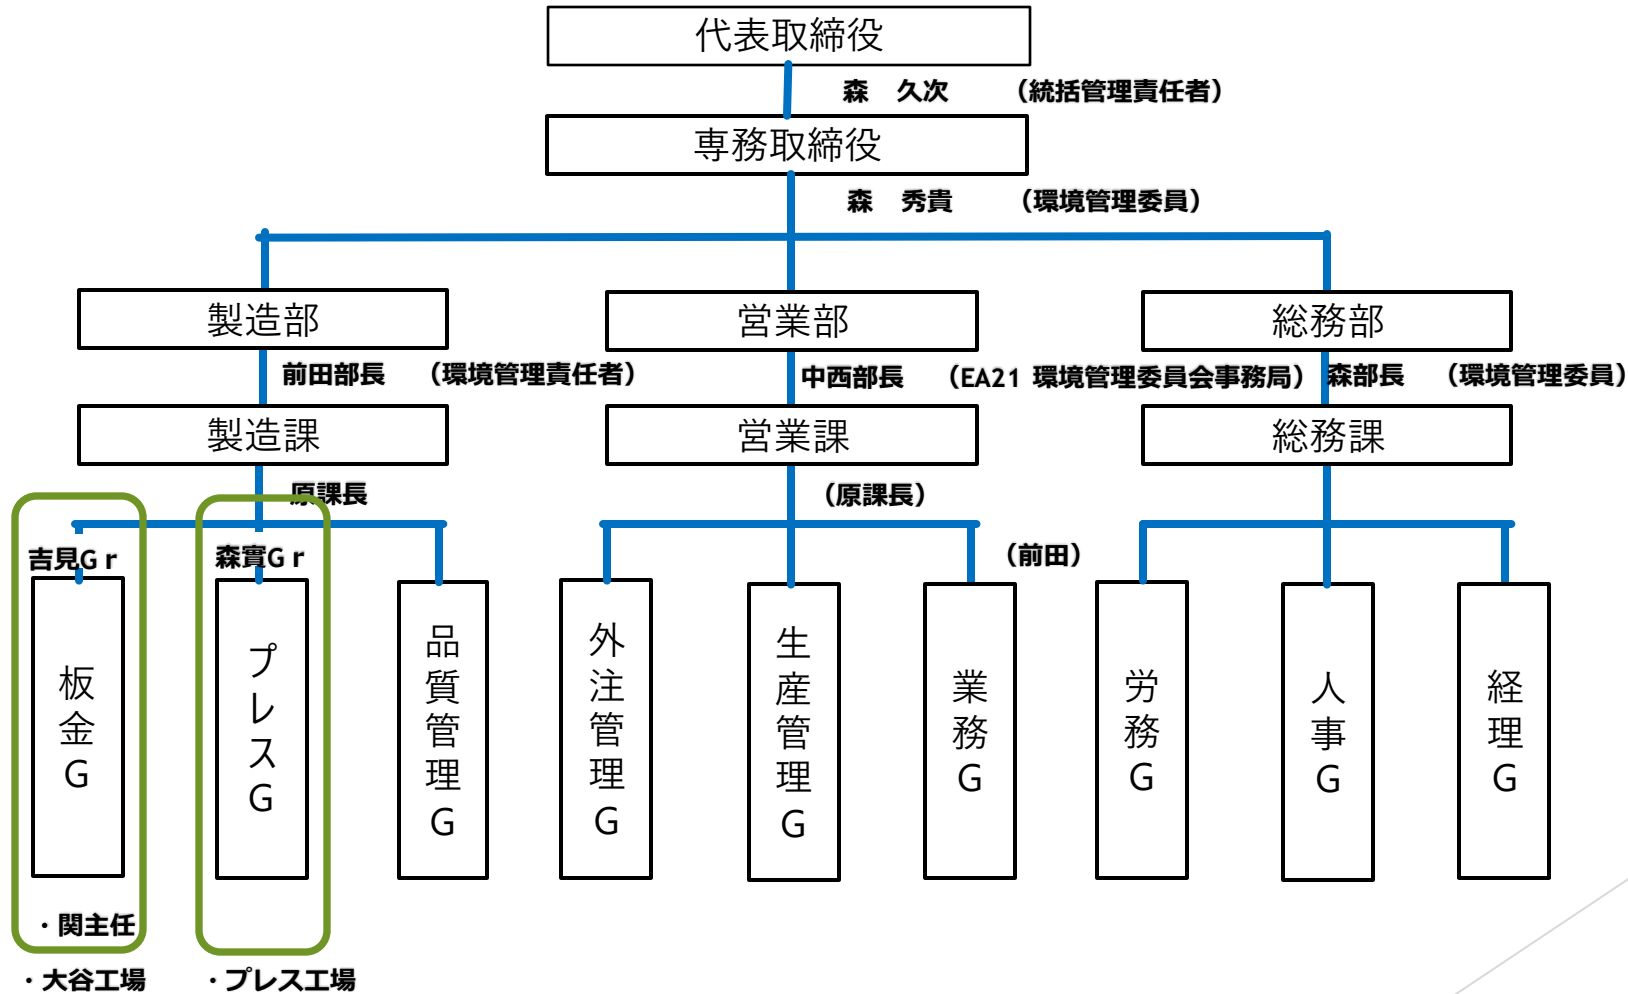 代表取締役
森　久次　　（統括管理責任者）
専務取締役
森　秀貴　　（環境管理委員）
製造部
営業部
総務部
前田部長　（環境管理責任者）
中西部長　（EA21 環境管理委員会事務局）
森部長　（環境管理委員）
製造課
営業課
総務課
原課長
（原課長）
吉見Gｒ
森實Gｒ
（前田）
板金G
プレスG
品質管理G
外注管理G
生産管理G
業務G
労務G
人事G
経理G
・関主任
・大谷工場
・プレス工場